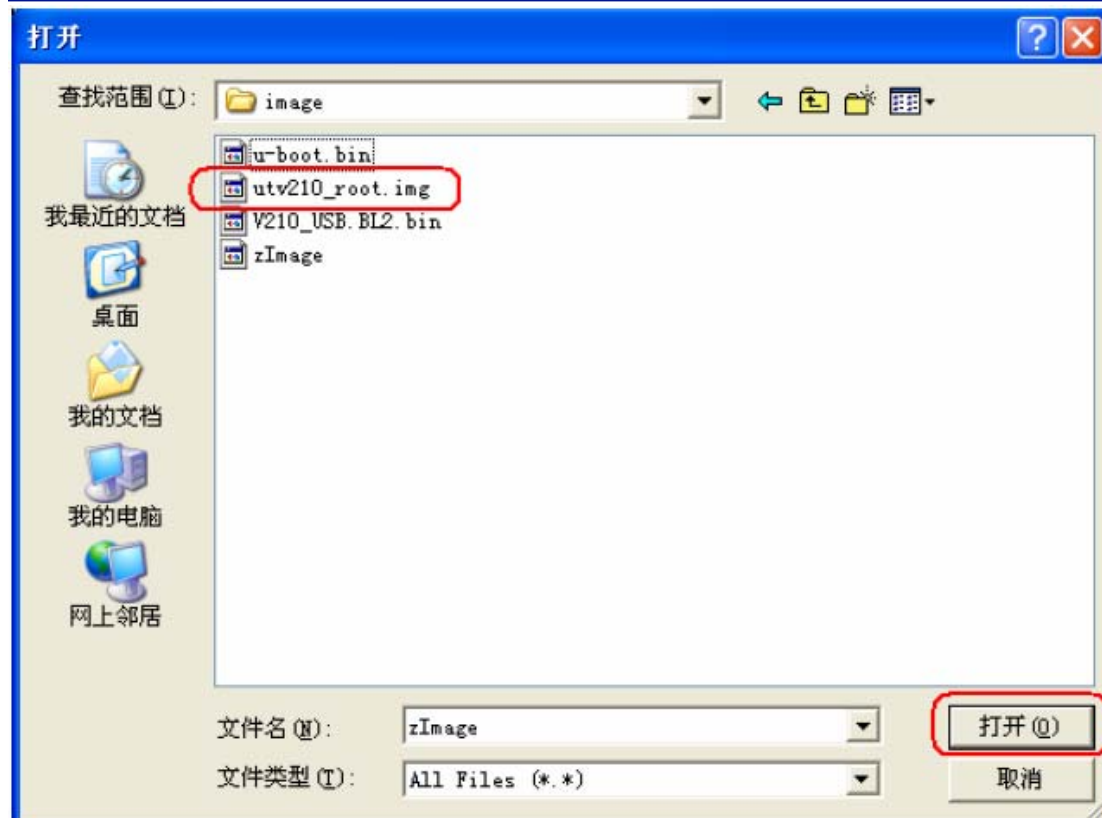 打开
查找范围(I):
image
u-boot.bin
utv210_root.img
V210_USB.BL2.bin
zImage
我最近的文档
桌面
我的文档
我的电脑
网上邻居
文件名(N):
zImage
打开(O)
文件类型(T):
All Files (*.*)
取消